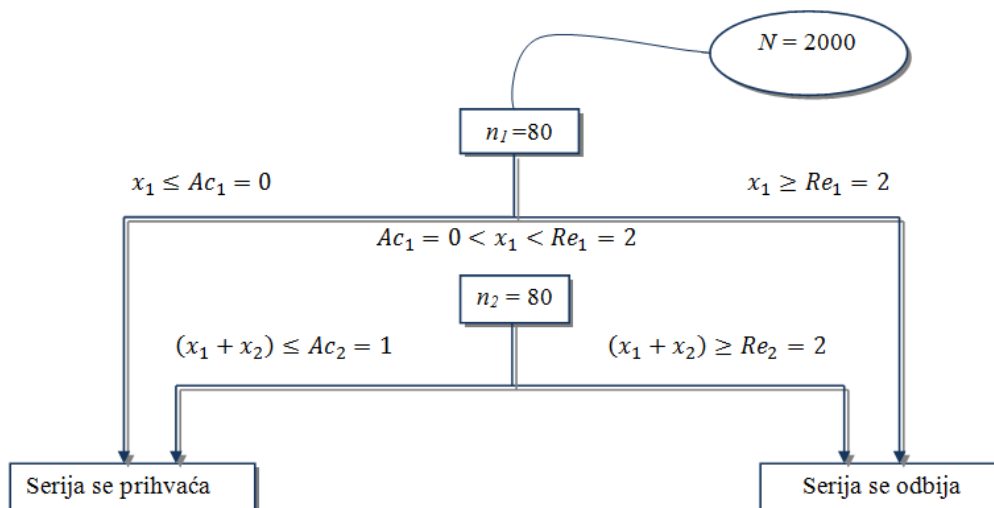 N = 2000
n₁ =80
x₁ ≤ Ac₁ = 0
x₁ ≥ Re₁ = 2
Ac₁ = 0 < x₁ < Re₁ = 2
n₂ = 80
(x₁ + x₂) ≤ Ac₂ = 1
(x₁ + x₂) ≥ Re₂ = 2
Serija se prihvaća
Serija se odbija